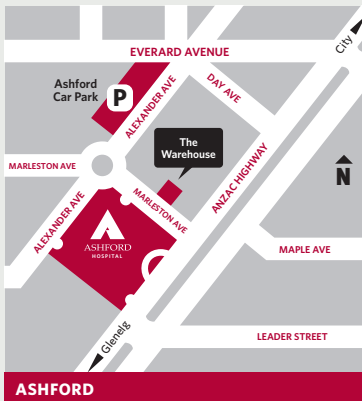 City
EVERARD AVENUE
Ashford
Car Park
P
ALEXANDER AVE
DAY AVE
The
Warehouse
MARLESTON AVE
MARLESTON AVE
ANZAC HIGHWAY
N
ALEXANDER AVE
ASHFORD
HOSPITAL
MAPLE AVE
Glenelg
LEADER STREET
ASHFORD